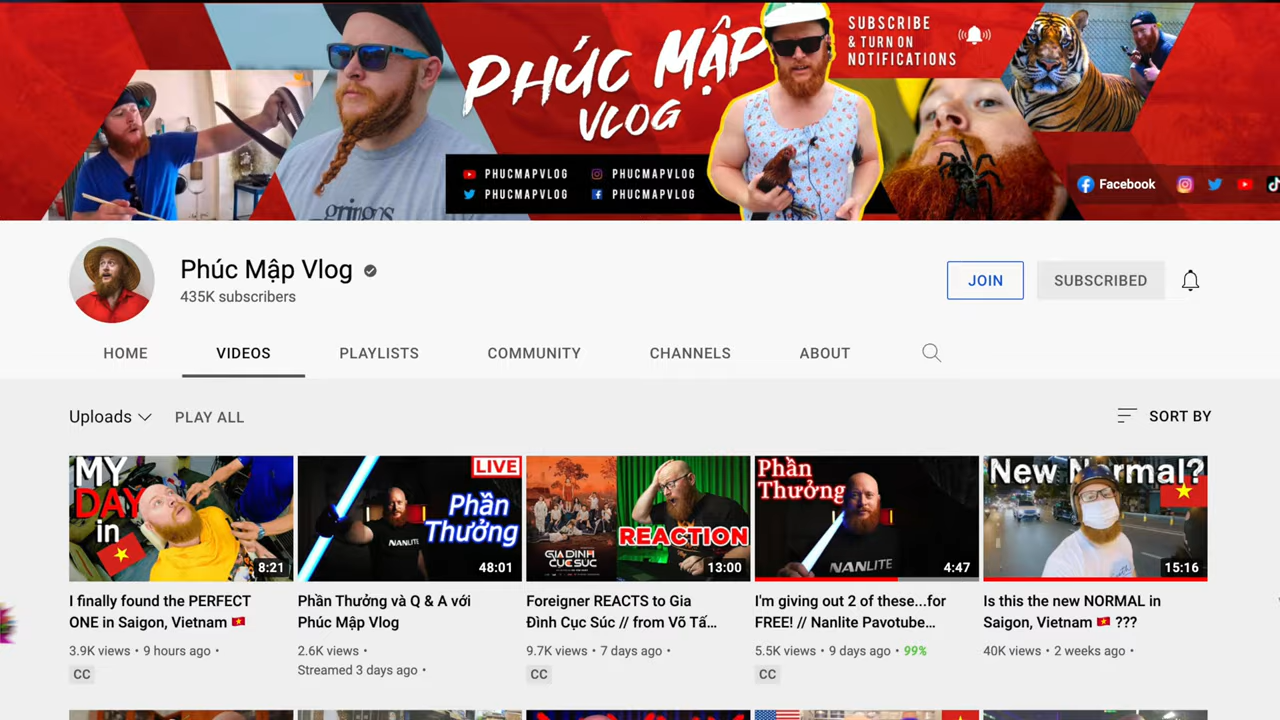 PHÚC MẬP
VLOG
SUBSCRIBE
& TURN ON
NOTIFICATIONS
PHUCMAPVLOG PHUCMAPVLOG
PHUCMAPVLOG PHUCMAPVLOG
gringos
Facebook
Phúc Mập Vlog
435K subscribers
JOIN SUBSCRIBED
HOME VIDEOS PLAYLISTS COMMUNITY CHANNELS ABOUT
Uploads PLAY ALL SORT BY
MY
DAY
in
8:21
LIVE
Phần
Thưởng
NANLITE
48:01
GIA ĐÌNH
CỤC SÚC
REACTION
13:00
Phần
Thưởng
NANLITE
4:47
New Normal?
15:16
I finally found the PERFECT
ONE in Saigon, Vietnam 🇻🇳
3.9K views • 9 hours ago •
CC
Phần Thưởng và Q & A với
Phúc Mập Vlog
2.6K views •
Streamed 3 days ago •
Foreigner REACTS to Gia
Đình Cục Súc // from Võ Tấ...
9.7K views • 7 days ago •
CC
I'm giving out 2 of these...for
FREE! // Nanlite Pavotube...
5.5K views • 9 days ago • 99%
CC
Is this the new NORMAL in
Saigon, Vietnam 🇻🇳 ???
40K views • 2 weeks ago •